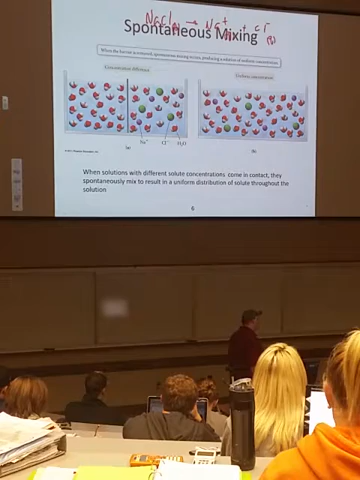 NaCl(s) → Na+ + Cl-
Spontaneous Mixing
When the barrier is removed, spontaneous mixing occurs, producing a solution of uniform concentration.
Concentration difference
Uniform concentration
Na+
Cl-
H2O
(a)
(b)
When solutions with different solute concentrations come in contact, they
spontaneously mix to result in a uniform distribution of solute throughout the
solution
6